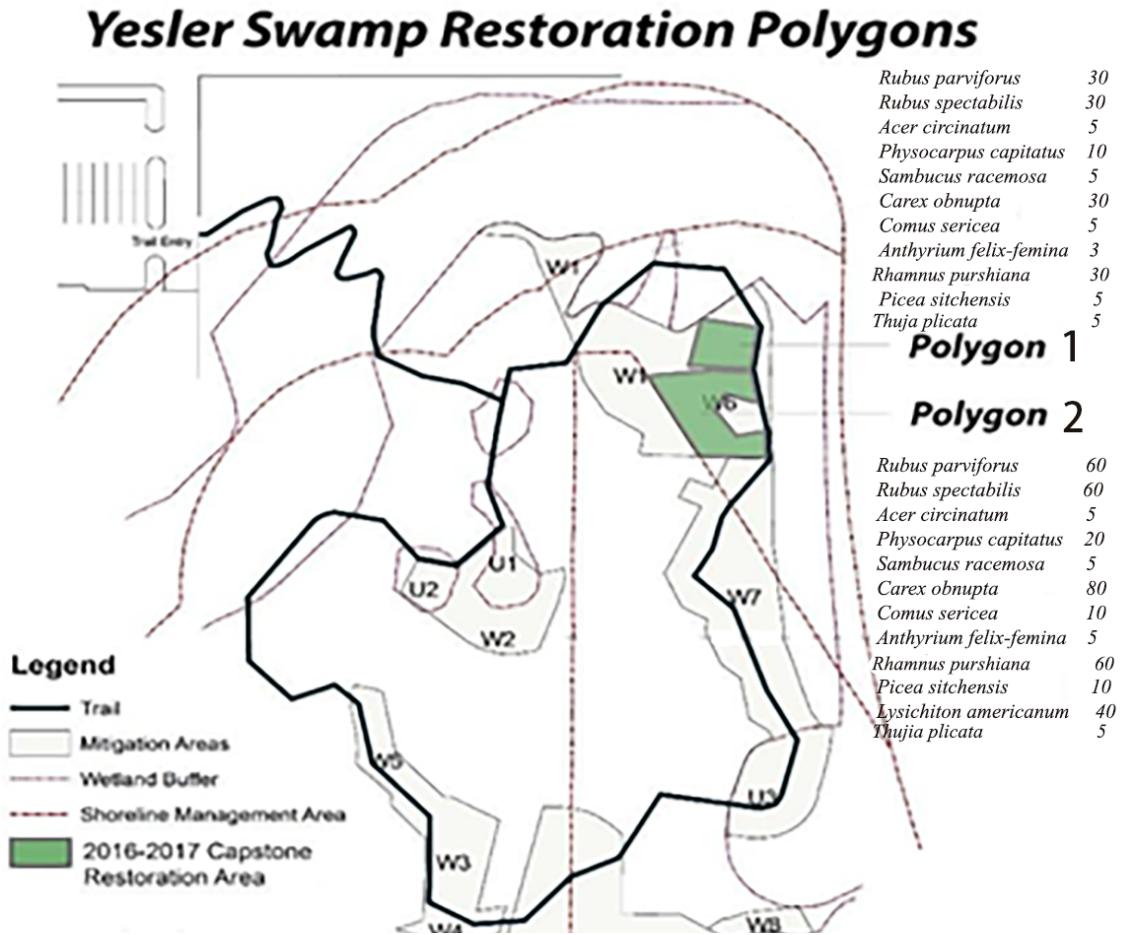 Yesler Swamp Restoration Polygons
Rubus parviforus 30
Rubus spectabilis 30
Acer circinatum 5
Physocarpus capitatus 10
Sambucus racemosa 5
Carex obnupta 30
Comus sericea 5
Anthyrium felix-femina 3
Rhamnus purshiana 30
Picea sitchensis 5
Thuja plicata 5
Polygon 1
Polygon 2
Rubus parviforus 60
Rubus spectabilis 60
Acer circinatum 5
Physocarpus capitatus 20
Sambucus racemosa 5
Carex obnupta 80
Comus sericea 10
Anthyrium felix-femina 5
Rhamnus purshiana 60
Picea sitchensis 10
Lysichiton americanum 40
Thujia plicata 5
Trail Entry
W1
W1
W6
U1
U2
W2
W7
W5
U3
W3
W4
W8
Legend
Trail
Mitigation Areas
Wetland Buffer
Shoreline Management Area
2016-2017 Capstone
Restoration Area